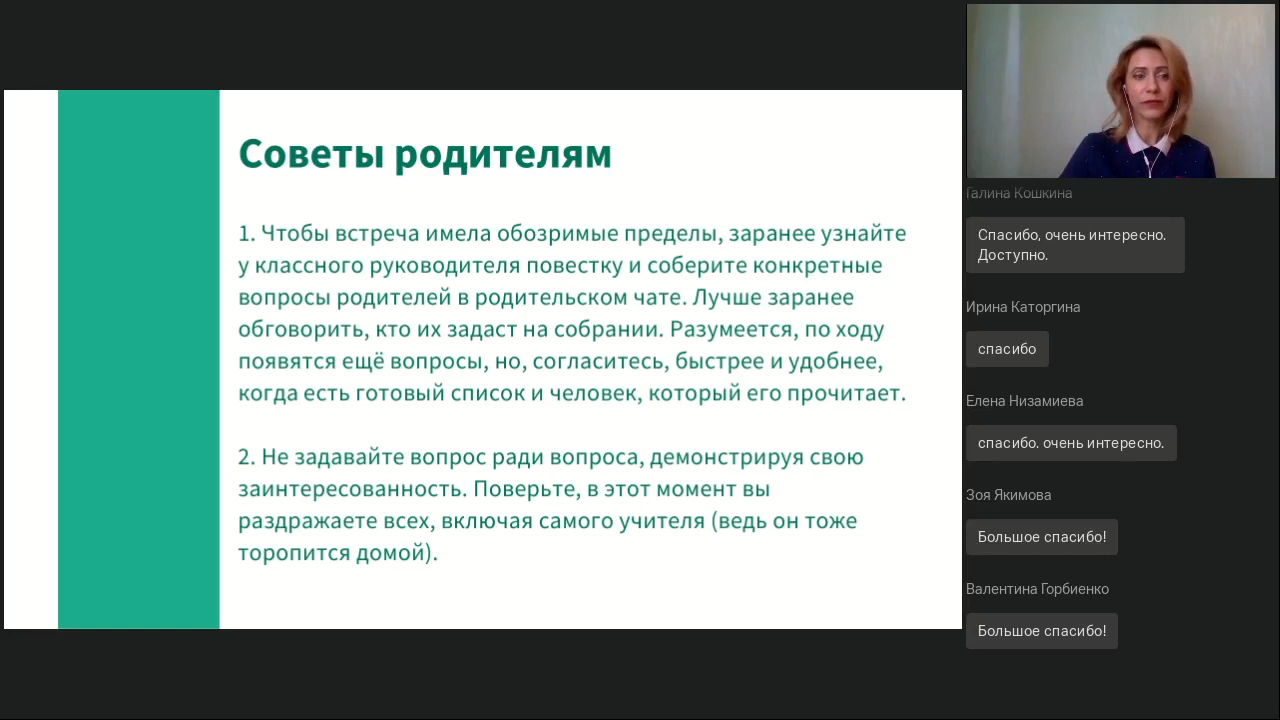 Советы родителям
1. Чтобы встреча имела обозримые пределы, заранее узнайте
у классного руководителя повестку и соберите конкретные
вопросы родителей в родительском чате. Лучше заранее
обговорить, кто их задаст на собрании. Разумеется, по ходу
появятся ещё вопросы, но, согласитесь, быстрее и удобнее,
когда есть готовый список и человек, который его прочитает.
2. Не задавайте вопрос ради вопроса, демонстрируя свою
заинтересованность. Поверьте, в этот момент вы
раздражаете всех, включая самого учителя (ведь он тоже
торопится домой).
Галина Кошкина
Спасибо, очень интересно.
Доступно.
Ирина Каторгина
спасибо
Елена Низамиева
спасибо. очень интересно.
Зоя Якимова
Большое спасибо!
Валентина Горбиенко
Большое спасибо!